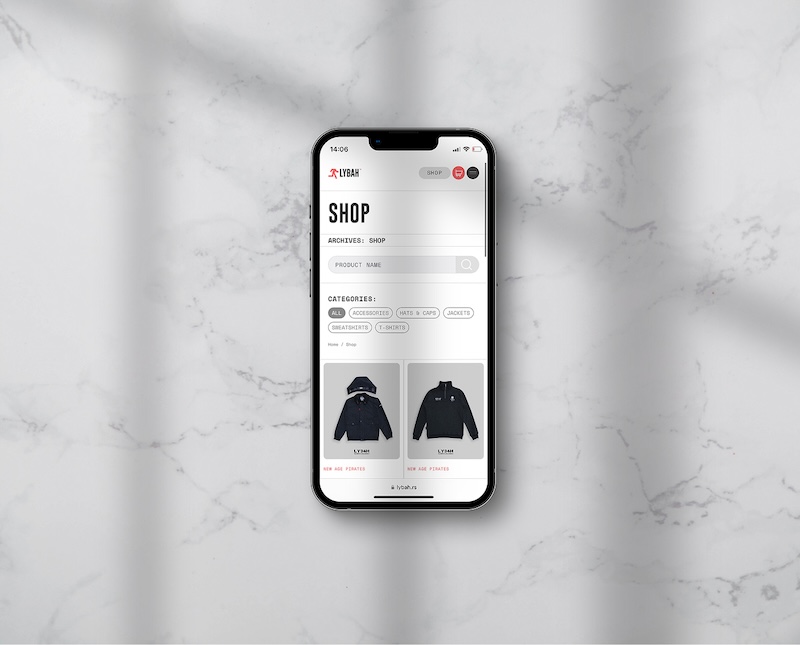 14:06
LYBAH
SHOP
SHOP
ARCHIVES: SHOP
PRODUCT NAME
CATEGORIES:
ALL ACCESSORIES HATS & CAPS JACKETS
SWEATSHIRTS T-SHIRTS
Home / Shop
LYBAH LYBAH
NEW AGE PIRATES NEW AGE PIRATES
lybah.rs